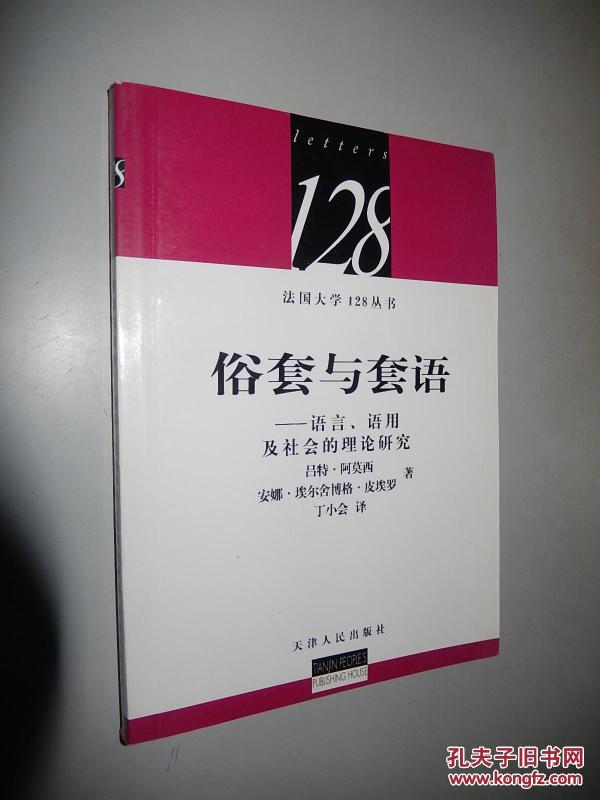 letters
128
8
法国大学128丛书
俗套与套语
——语言、语用
及社会的理论研究
吕特·阿莫西
安娜·埃尔舍博格·皮埃罗
著
丁小会 译
天津人民出版社
TIANJIN PEOPLE'S
PUBLISHING HOUSE
孔夫子旧书网
www.kongfz.com